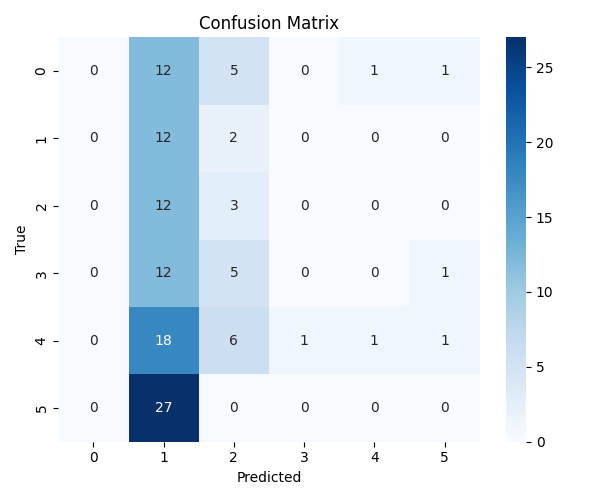 Confusion Matrix
0 0 12 5 0 1 1
1 0 12 2 0 0 0
2 0 12 3 0 0 0
3 0 12 5 0 0 1
4 0 18 6 1 1 1
5 0 27 0 0 0 0
0 1 2 3 4 5
True
Predicted
25
20
15
10
5
0